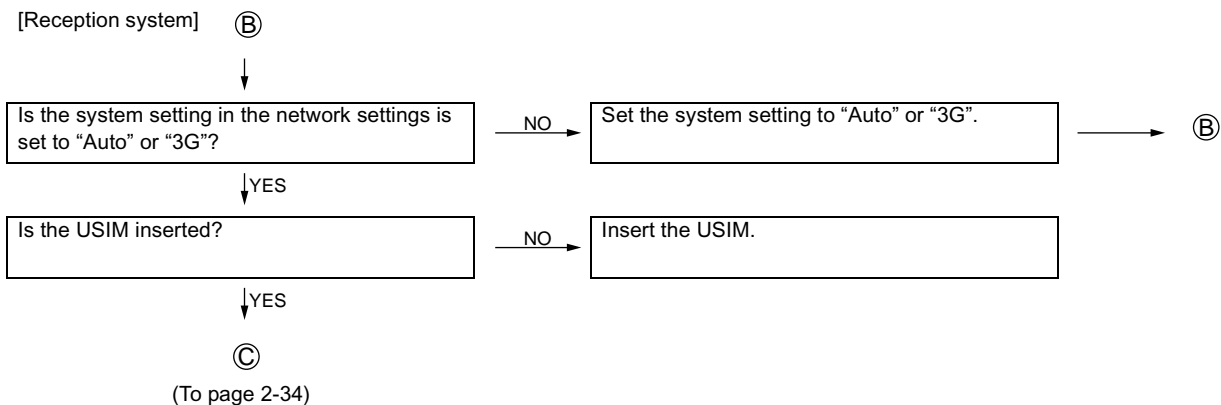 [Reception system] Ⓑ
Is the system setting in the network settings is
set to “Auto” or “3G”?
NO
Set the system setting to “Auto” or “3G”.
Ⓑ
YES
Is the USIM inserted?
NO
Insert the USIM.
YES
Ⓒ
(To page 2-34)